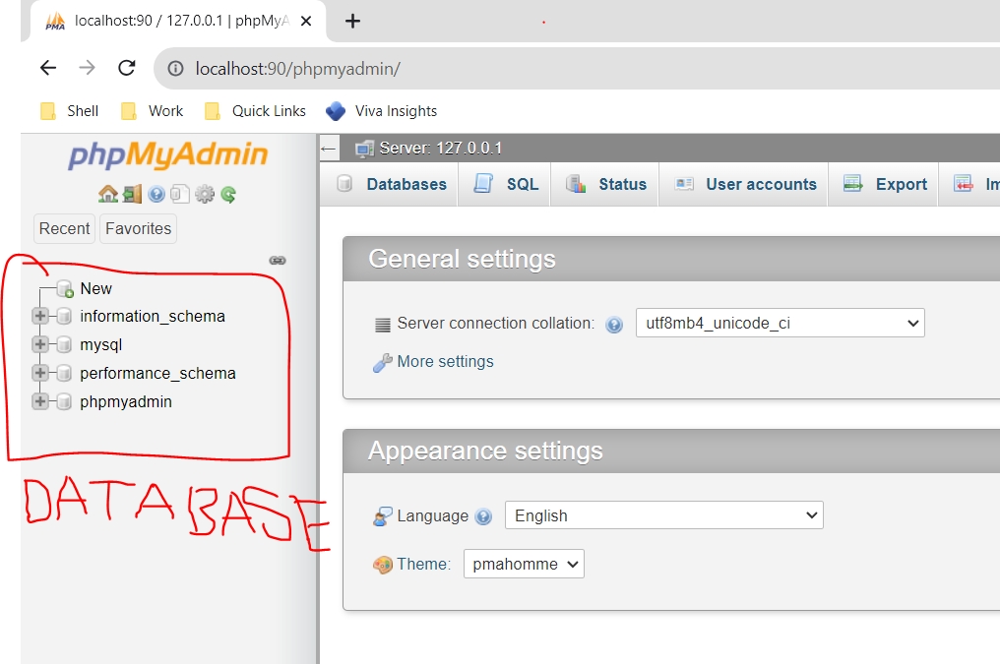 localhost:90 / 127.0.0.1 | phpMyA
localhost:90/phpmyadmin/
Shell Work Quick Links Viva Insights
phpMyAdmin
Server: 127.0.0.1
Databases SQL Status User accounts Export Im
Recent Favorites
General settings
New
information_schema
mysql
performance_schema
phpmyadmin
Server connection collation: utf8mb4_unicode_ci
More settings
Appearance settings
DATABASE
Language English
Theme: pmahomme